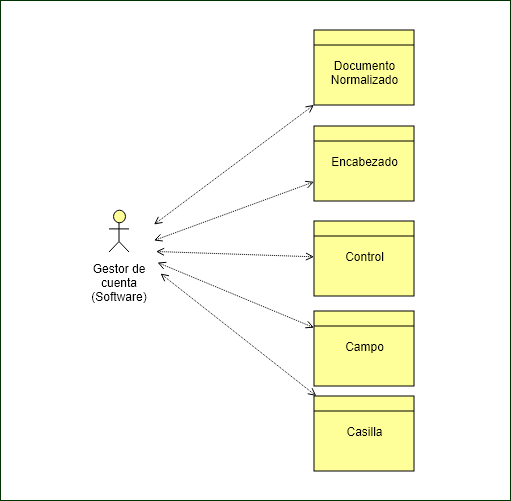 Documento
Normalizado
Encabezado
Control
Campo
Casilla
Gestor de
cuenta
(Software)